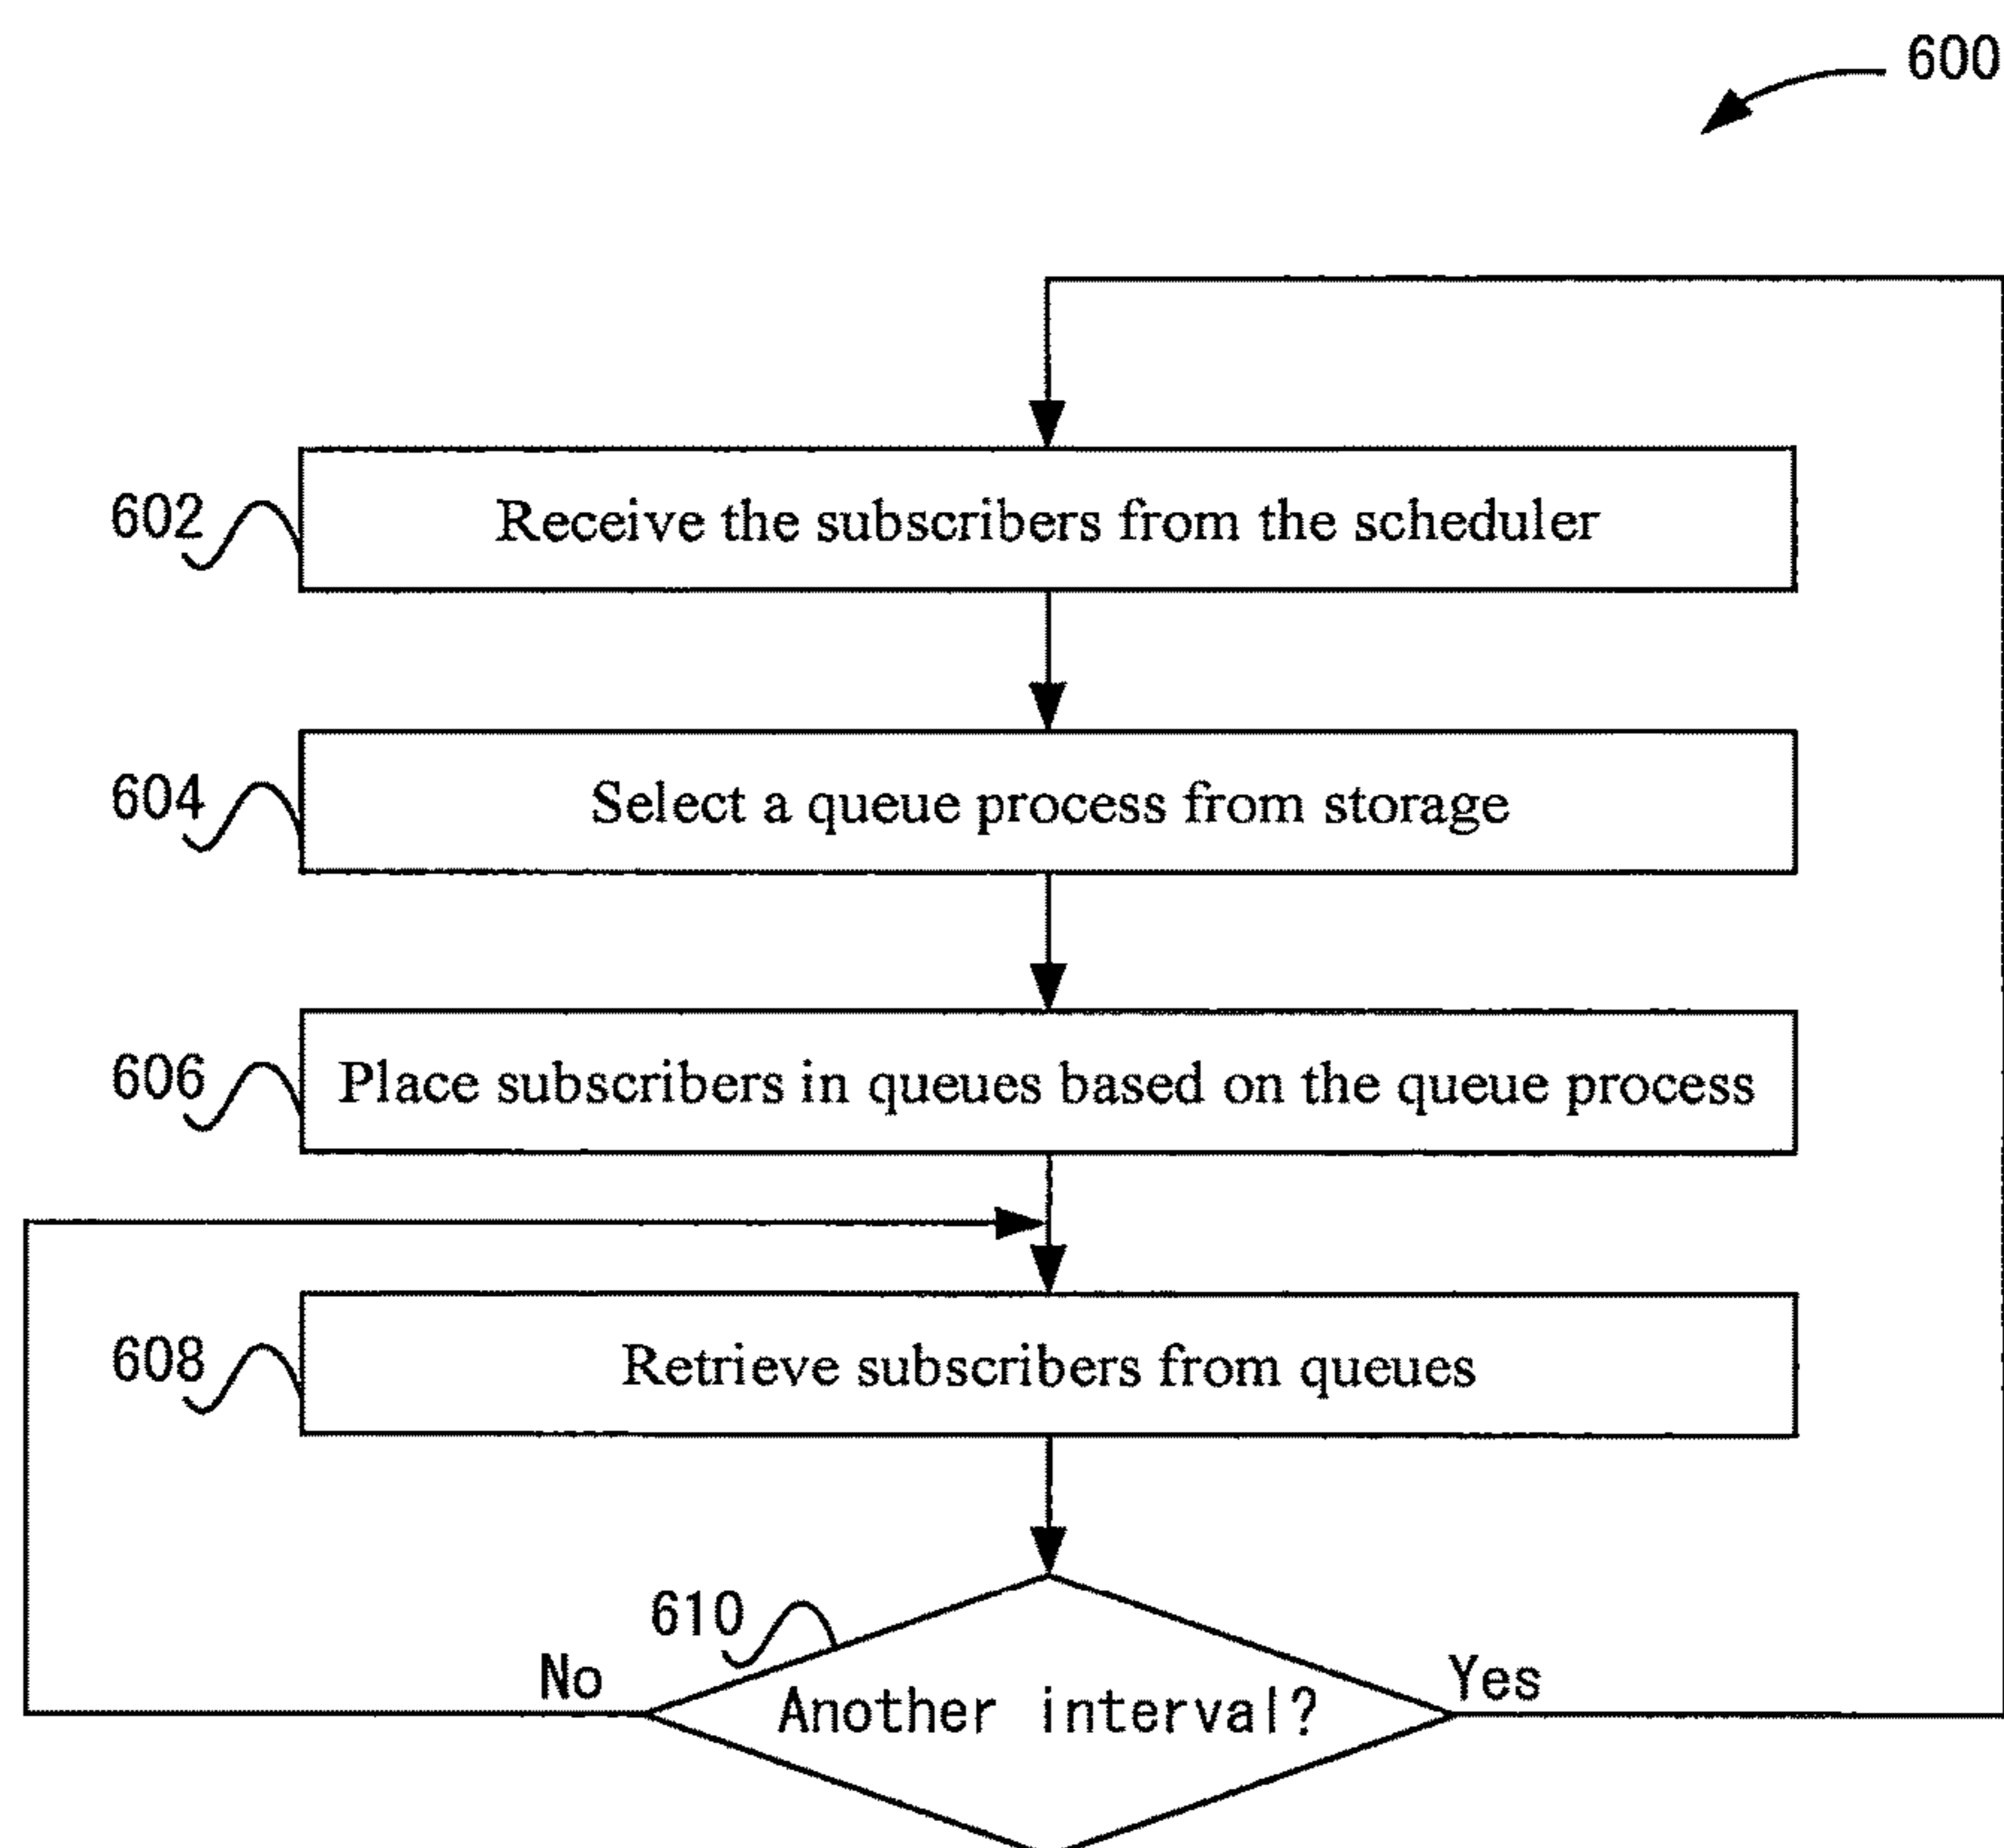 600
602
Receive the subscribers from the scheduler
604
Select a queue process from storage
606
Place subscribers in queues based on the queue process
608
Retrieve subscribers from queues
610
No
Another interval?
Yes